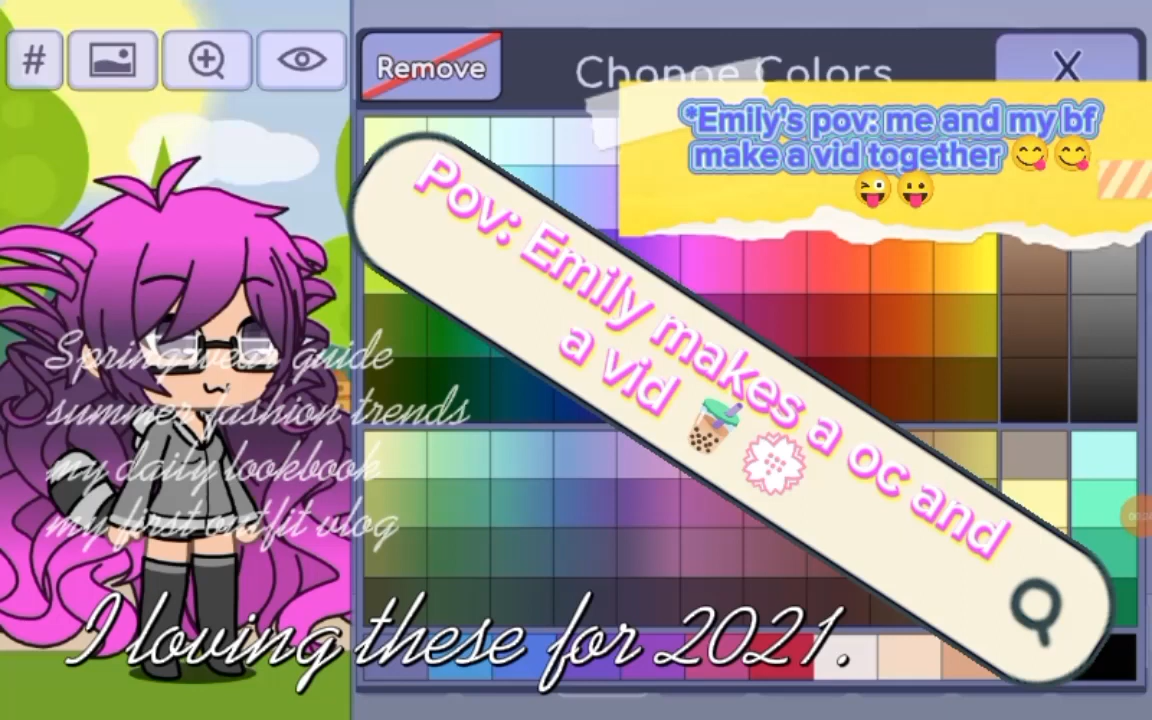 #
Remove
Change Colors
X
*Emily's pov: me and my bf
make a vid together 😋😋
😜😛
Pov: Emily makes a oc and
a vid 🧋💮
Spring wear guide
summer fashion trends
my daily lookbook
my first outfit vlog
I loving these for 2021.